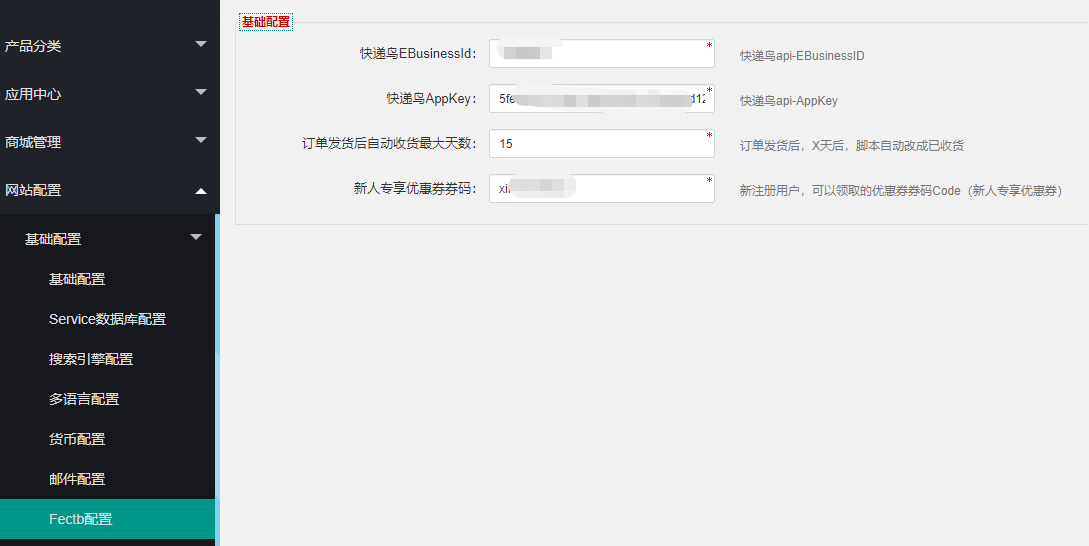 产品分类
应用中心
商城管理
网站配置
基础配置
基础配置
Service数据库配置
搜索引擎配置
多语言配置
货币配置
邮件配置
Fectb配置
基础配置
快递鸟EBusinessId: * 快递鸟api-EBusinessID
快递鸟AppKey: * 快递鸟api-AppKey
订单发货后自动收货最大天数: 15 * 订单发货后，X天后，脚本自动改成已收货
新人专享优惠券券码: * 新注册用户，可以领取的优惠券券码Code（新人专享优惠券）